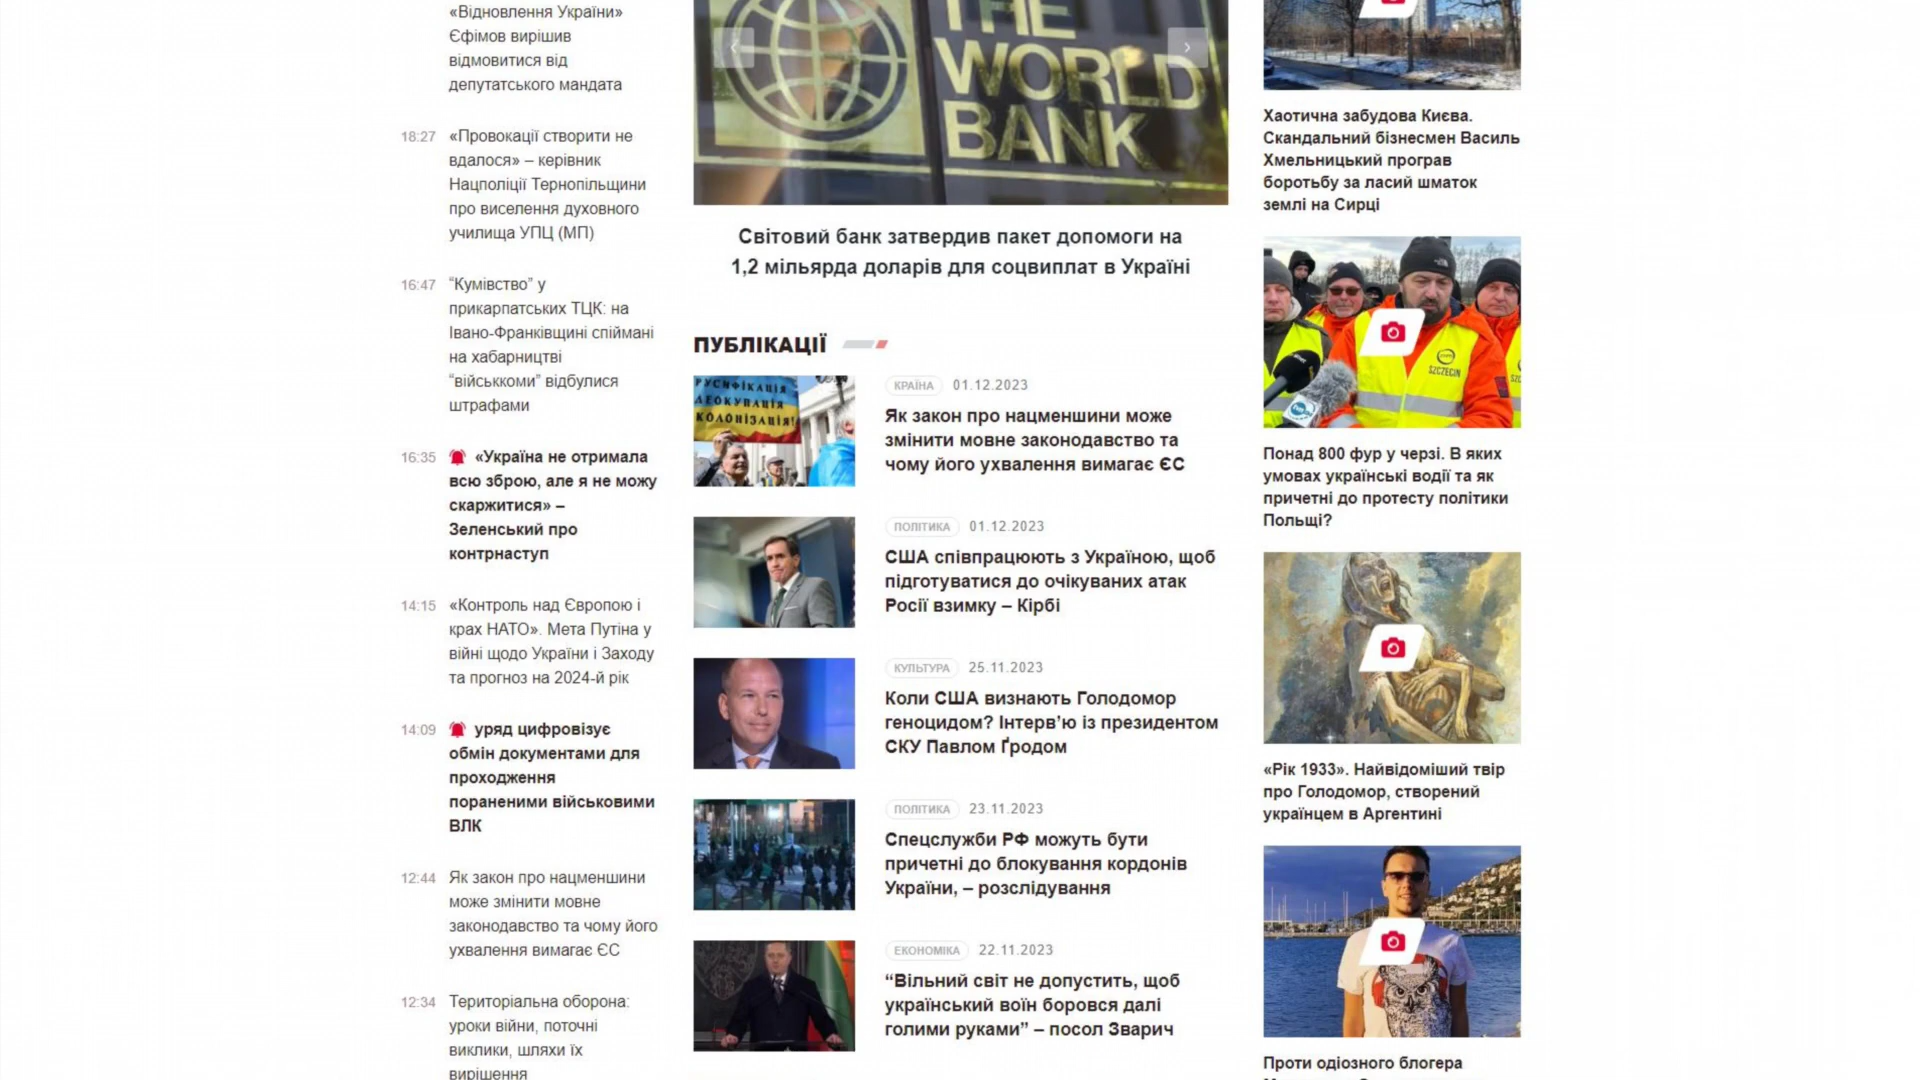 «Відновлення України»
Єфімов вирішив
відмовитися від
депутатського мандата
18:27 «Провокації створити не
вдалося» – керівник
Нацполіції Тернопільщини
про виселення духовного
училища УПЦ (МП)
16:47 “Кумівство” у
прикарпатських ТЦК: на
Івано-Франківщині спіймані
на хабарництві
“військкоми” відбулися
штрафами
16:35 «Україна не отримала
всю зброю, але я не можу
скаржитися» –
Зеленський про
контрнаступ
14:15 «Контроль над Європою і
крах НАТО». Мета Путіна у
війні щодо України і Заходу
та прогноз на 2024-й рік
14:09 уряд цифровізує
обмін документами для
проходження
пораненими військовими
ВЛК
12:44 Як закон про нацменшини
може змінити мовне
законодавство та чому його
ухвалення вимагає ЄС
12:34 Територіальна оборона:
уроки війни, поточні
виклики, шляхи їх
вирішення
THE
WORLD
BANK
Світовий банк затвердив пакет допомоги на
1,2 мільярда доларів для соцвиплат в Україні
ПУБЛІКАЦІЇ
РУСИФІКАЦІЯ
ДЕОКУПАЦІЯ
КОЛОНІЗАЦІЯ!
КРАЇНА 01.12.2023
Як закон про нацменшини може
змінити мовне законодавство та
чому його ухвалення вимагає ЄС
ПОЛІТИКА 01.12.2023
США співпрацюють з Україною, щоб
підготуватися до очікуваних атак
Росії взимку – Кірбі
КУЛЬТУРА 25.11.2023
Коли США визнають Голодомор
геноцидом? Інтерв’ю із президентом
СКУ Павлом Ґродом
ПОЛІТИКА 23.11.2023
Спецслужби РФ можуть бути
причетні до блокування кордонів
України, – розслідування
ЕКОНОМІКА 22.11.2023
“Вільний світ не допустить, щоб
український воїн боровся далі
голими руками” – посол Зварич
Хаотична забудова Києва.
Скандальний бізнесмен Василь
Хмельницький програв
боротьбу за ласий шматок
землі на Сирці
SZCZECIN
Понад 800 фур у черзі. В яких
умовах українські водії та як
причетні до протесту політики
Польщі?
«Рік 1933». Найвідоміший твір
про Голодомор, створений
українцем в Аргентині
Проти одіозного блогера